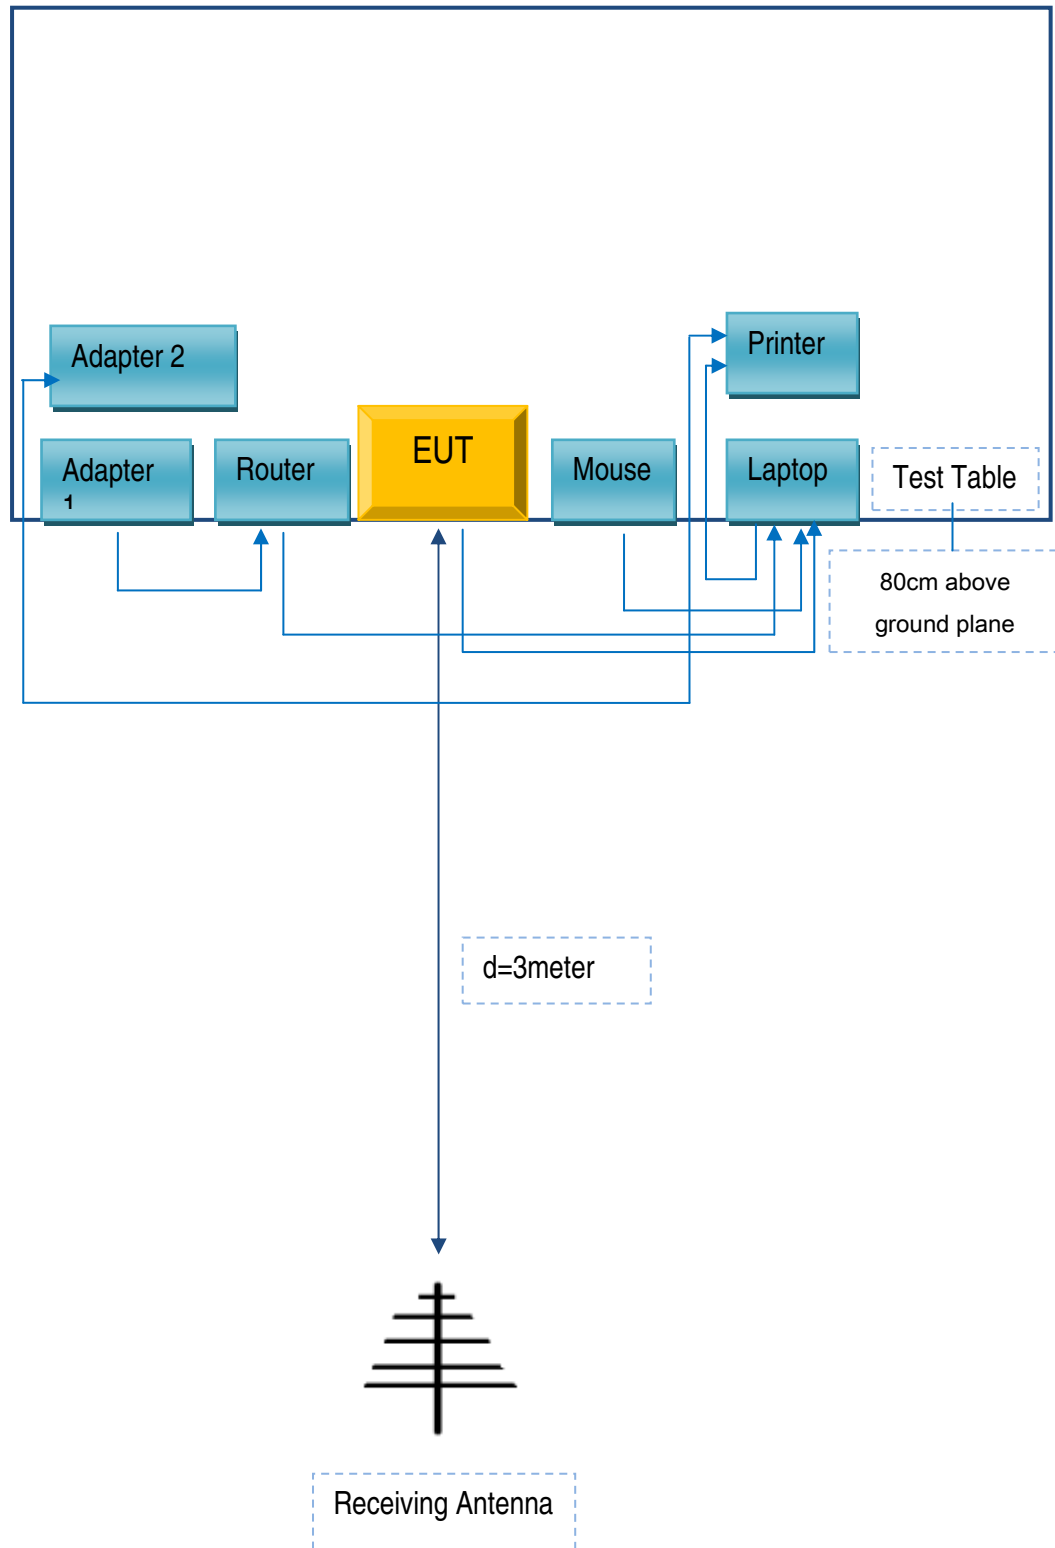 Adapter 2
Printer
Adapter
1
Router
EUT
Mouse
Laptop
Test Table
80cm above
ground plane
d=3meter
Receiving Antenna